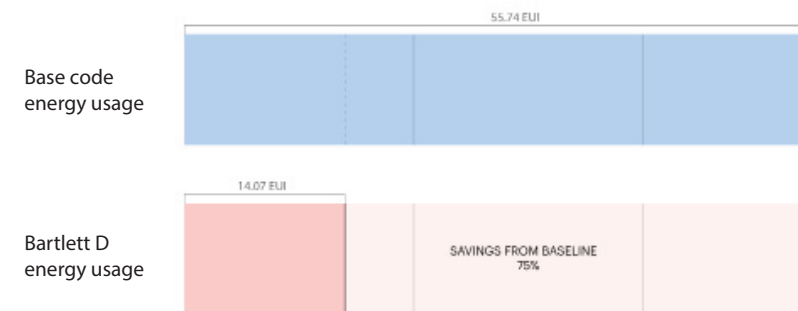 55.74 EUI
Base code
energy usage
14.07 EUI
Bartlett D
energy usage
SAVINGS FROM BASELINE
75%